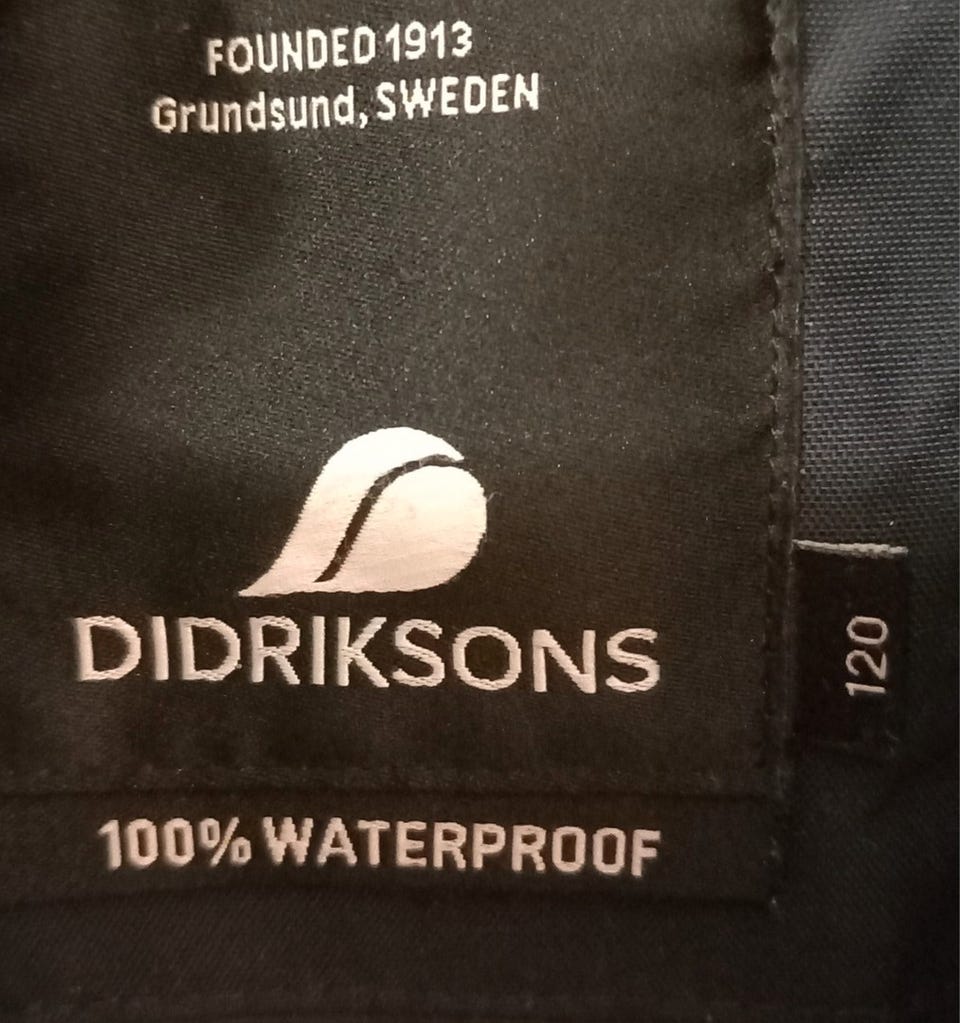 FOUNDED 1913
Grundsund, SWEDEN
DIDRIKSONS
120
100% WATERPROOF